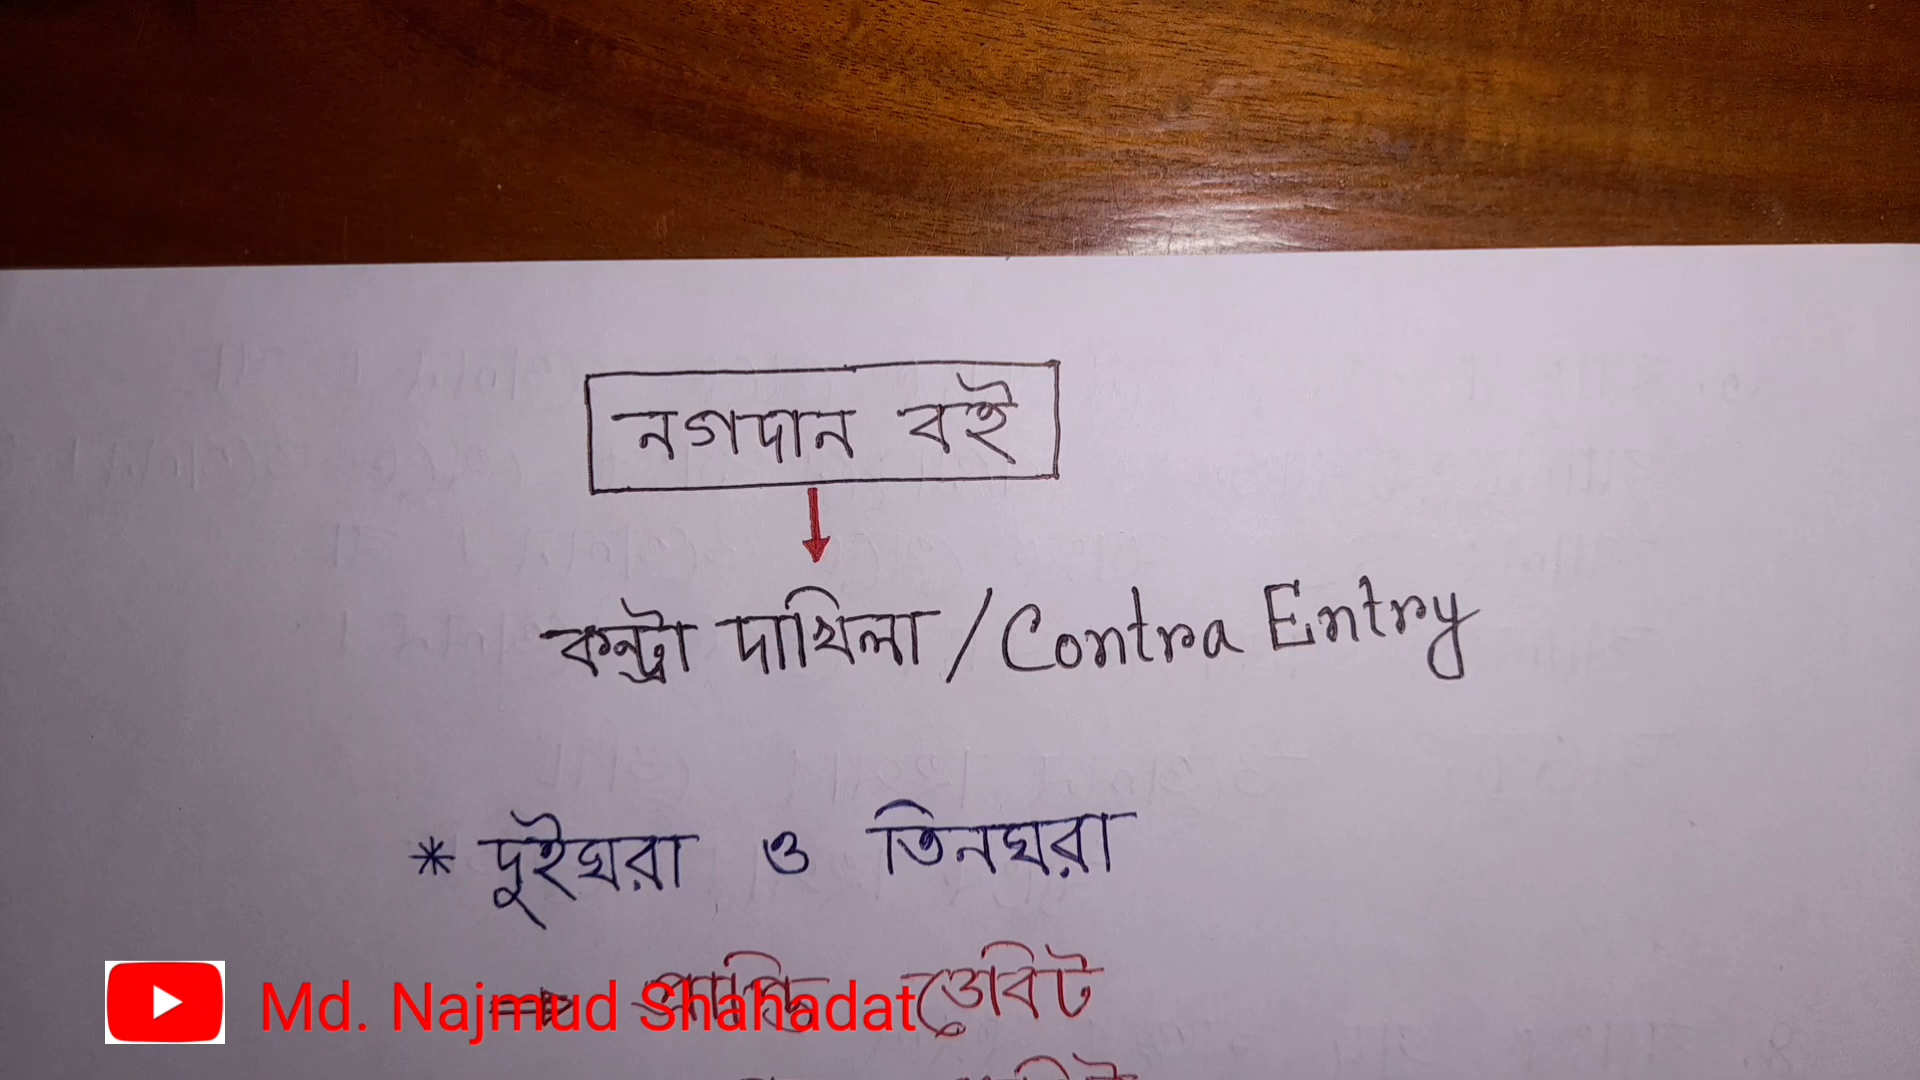 নগদান বই
কন্ট্রা দাখিলা / Contra Entry
* দুইঘরা ও তিনঘরা
⇒ প্রাপ্তি ডেবিট
Md. Najmud Shahadat